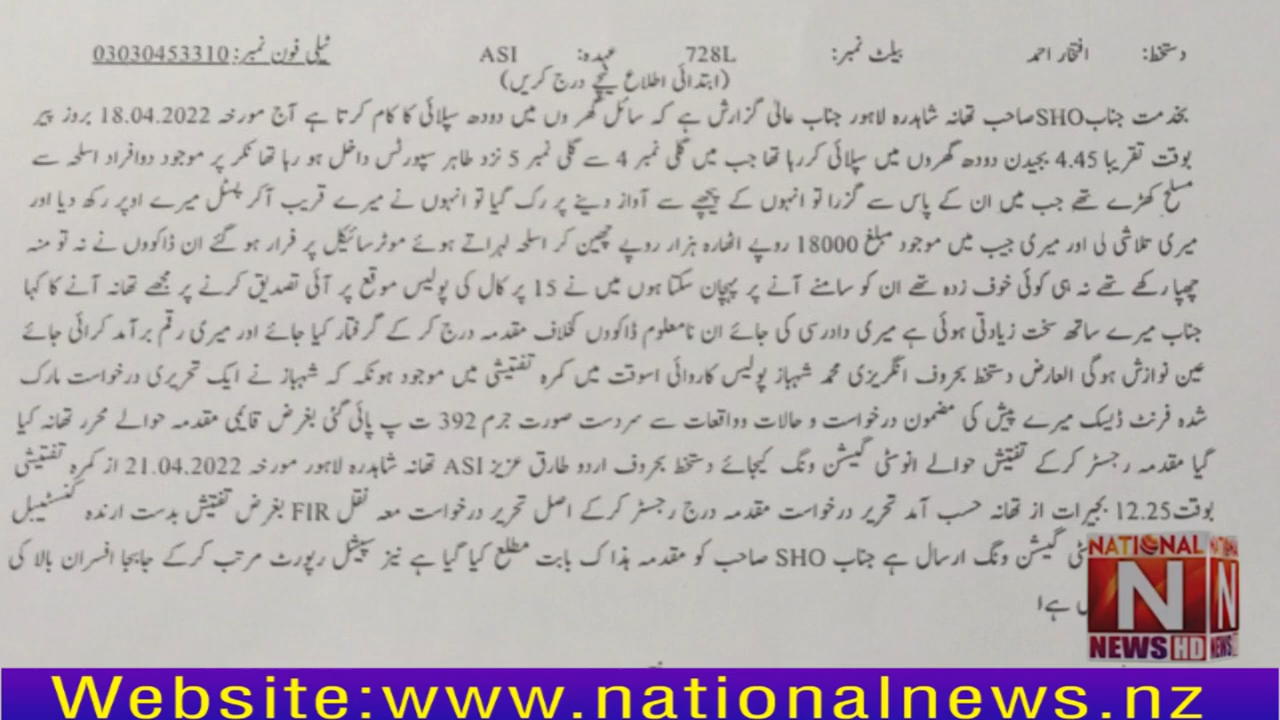 دستخط: افتخار احمد بیلٹ نمبر: 728L عہدہ: ASI ٹیلی فون نمبر: 03030453310
(ابتدائی اطلاع نیچے درج کریں)
بخدمت جناب SHO صاحب تھانہ شاہدرہ لاہور جناب عالی گزارش ہے کہ سائل گھر وں میں دودھ سپلائی کا کام کرتا ہے آج مورخہ 18.04.2022 بروز پیر
بوقت تقریبا 4.45 بجیدن دودھ گھروں میں سپلائی کر رہا تھا جب میں گلی نمبر 4 سے گلی نمبر 5 نزد طاہر سپورٹس داخل ہو رہا تھا نکر پر موجود دوافراد اسلحہ سے
مسلح کھڑے تھے جب میں ان کے پاس سے گزرا تو انہوں کے پیچھے سے آواز دینے پر رک گیا تو انہوں نے میرے قریب آکر پسٹل میرے اوپر رکھ دیا اور
میری تلاشی لی اور میری جیب میں موجود مبلغ 18000 روپے اٹھارہ ہزار روپے چھین کر اسلحہ لہراتے ہوئے موٹرسائیکل پر فرار ہو گئے ان ڈاکووں نے نہ تو منہ
چھپا رکھے تھے نہ ہی کوئی خوف زدہ تھے ان کو سامنے آنے پر پہچان سکتا ہوں میں نے 15 پر کال کی پولیس موقع پر آئی تصدیق کرنے پر مجھے تھانہ آنے کا کہا
جناب میرے ساتھ سخت زیادتی ہوئی ہے میری دادرسی کی جائے ان نامعلوم ڈاکووں کخلاف مقدمہ درج کر کے گرفتار کیا جائے اور میری رقم برآمد کرائی جائے
عین نوازش ہوگی العارض دستخط بحروف انگریزی محمد شہباز پولیس کاروائی اسوقت میں کمرہ تفتیشی میں موجود ہونکہ کہ شہباز نے ایک تحریری درخواست مارک
شدہ فرنٹ ڈیسک میرے پیش کی مضمون درخواست و حالات وواقعات سے سردست صورت جرم 392 ت پ پائی گئی بغرض قایمی مقدمہ حوالے محرر تھانہ کیا
گیا مقدمہ رجسٹر کرکے تفتیش حوالے انوسٹی گیشن ونگ کیجائے دستخط بحروف اردو طارق عزیز ASI تھانہ شاہدرہ لاہور مورخہ 21.04.2022 از کمرہ تفتیشی
بوقت 12.25 بجیرات از تھانہ حسب آمد تحریر درخواست مقدمہ درج رجسٹر کرکے اصل تحریر درخواست معہ نقل FIR بغرض تفتیش بدست ارندہ کنسٹیبل
گیشن ونگ ارسال ہے جناب SHO صاحب کو مقدمہ ہذا ک بابت مطلع کیا گیا ہے نیز سپیشل رپورٹ مرتب کرکے جابجا افسران بالا کی
ہے۔
NATIONAL
N
NEWS HD
Website:www.nationalnews.nz